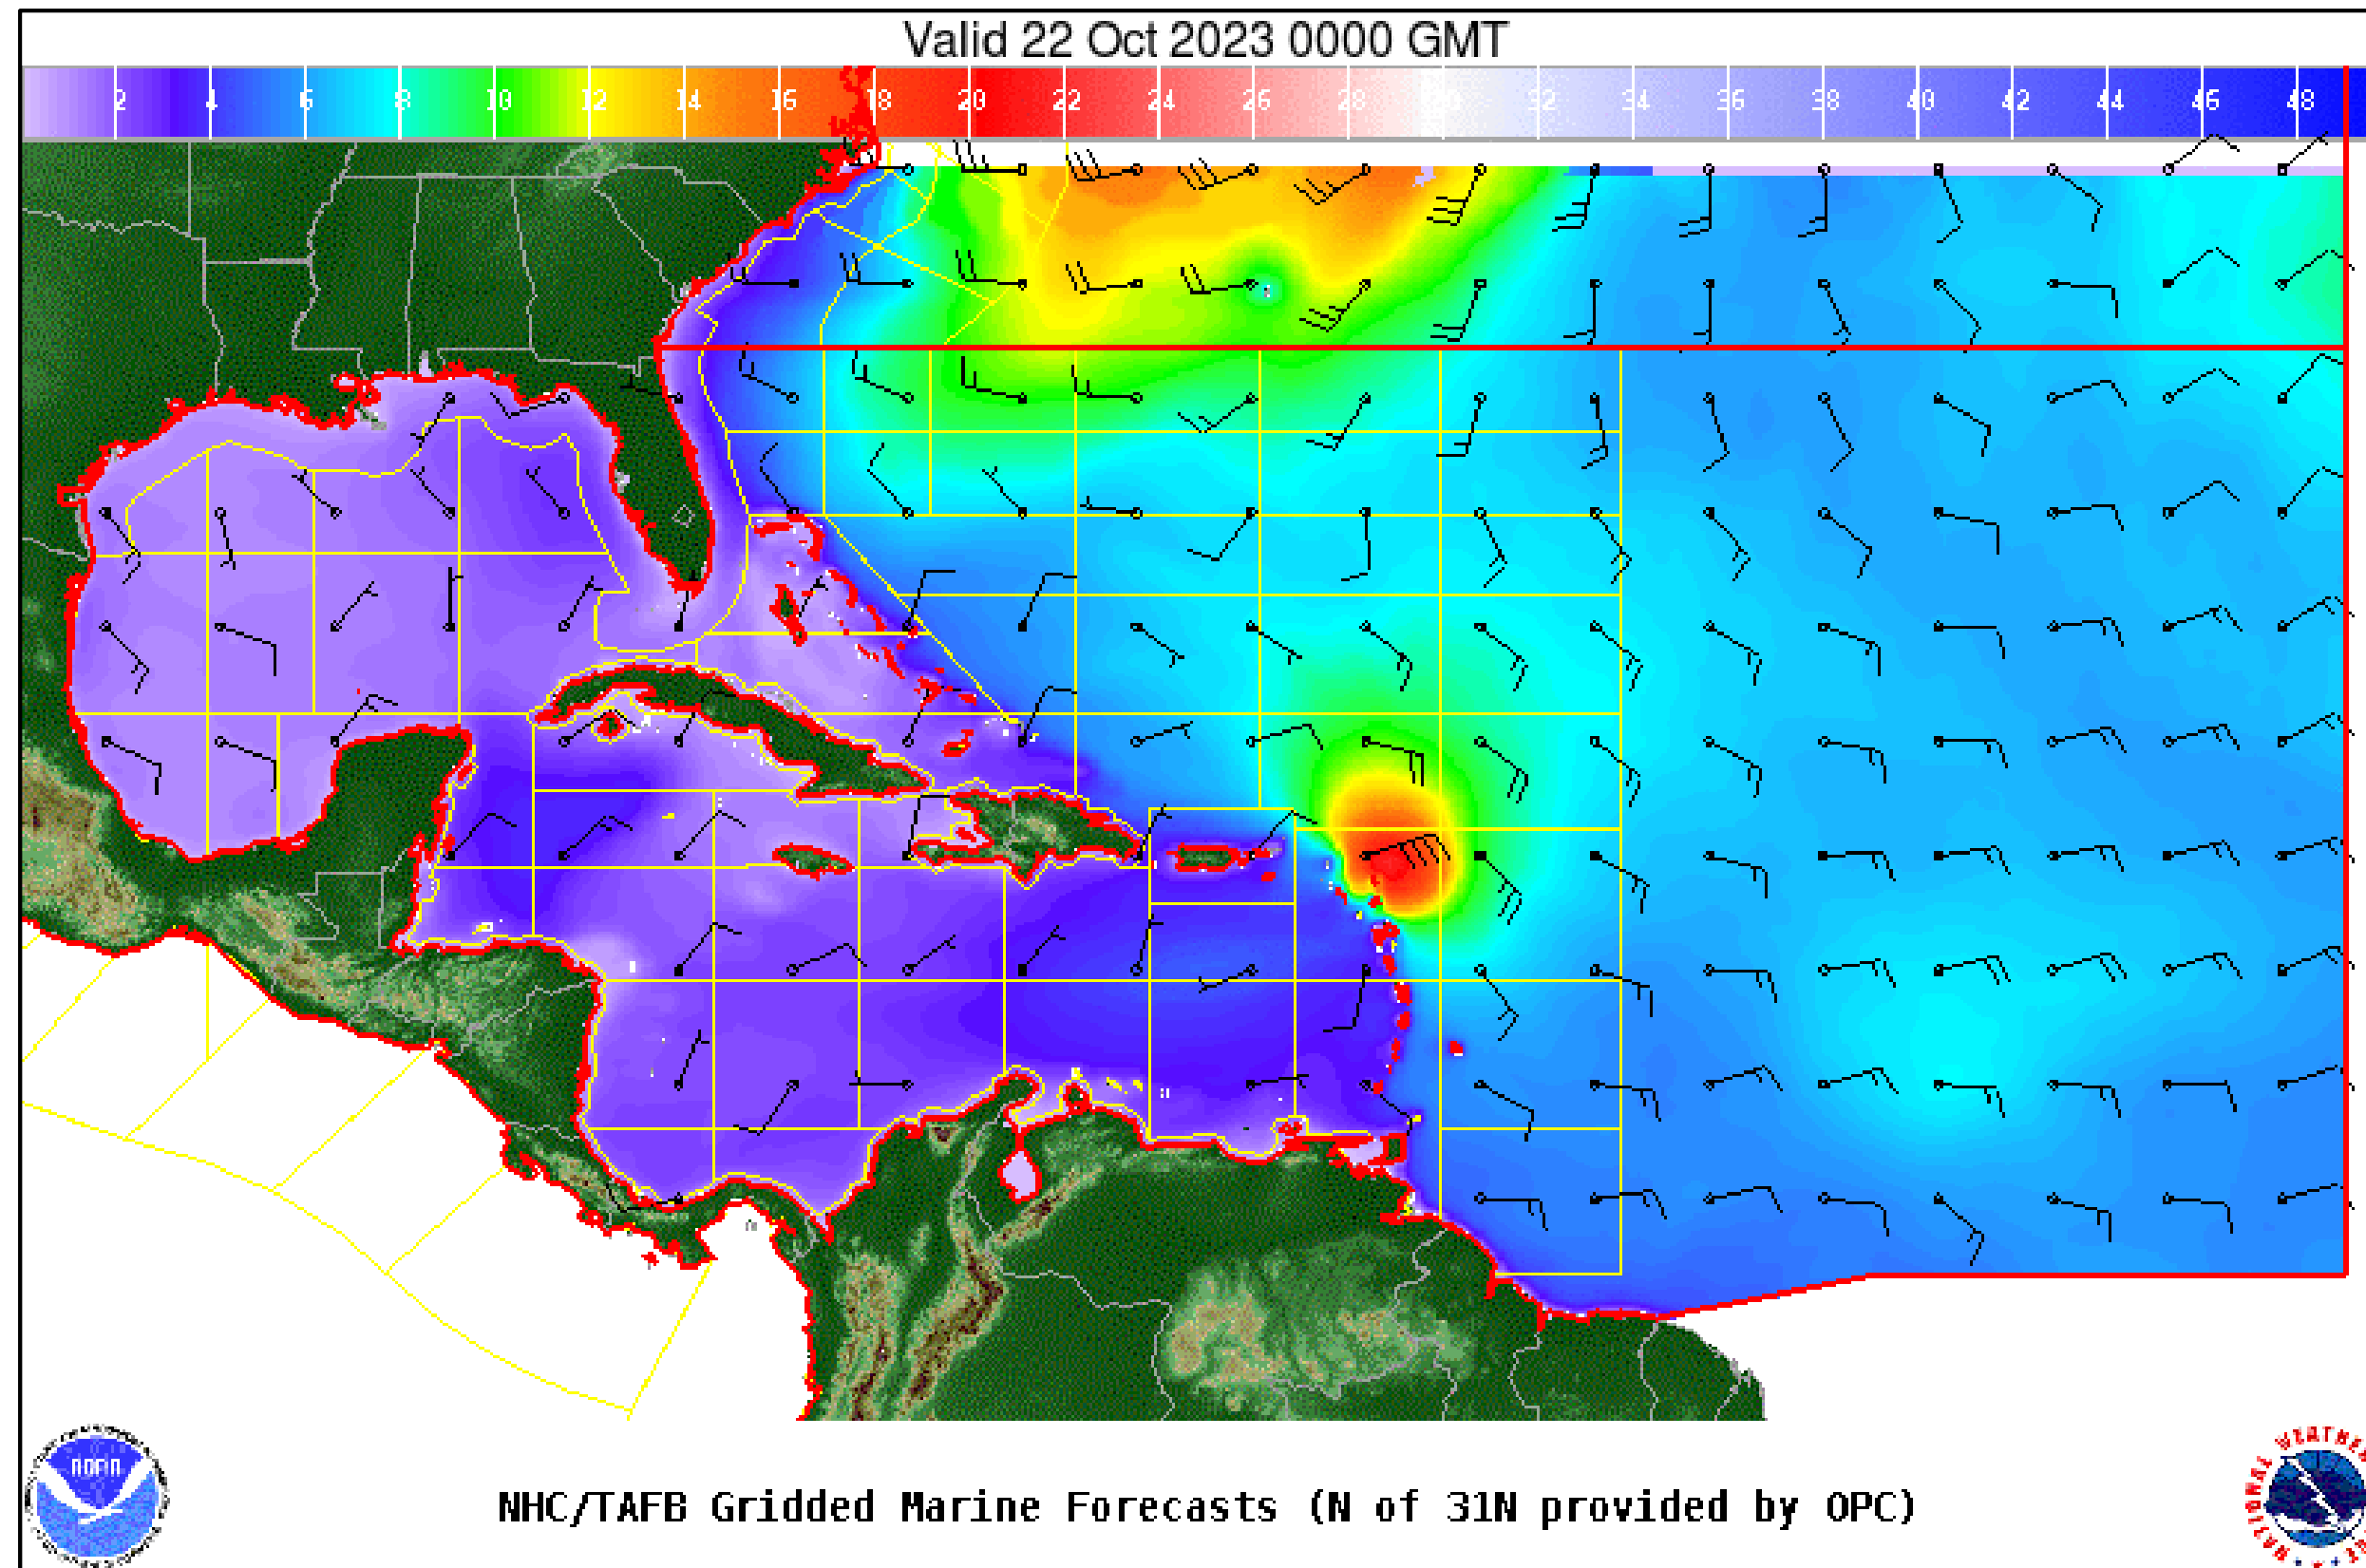 Valid 22 Oct 2023 0000 GMT
2 4 6 8 10 12 14 16 18 20 22 24 26 28 32 34 36 38 40 42 44 46 48
NOAA
NHC/TAFB Gridded Marine Forecasts (N of 31N provided by OPC)